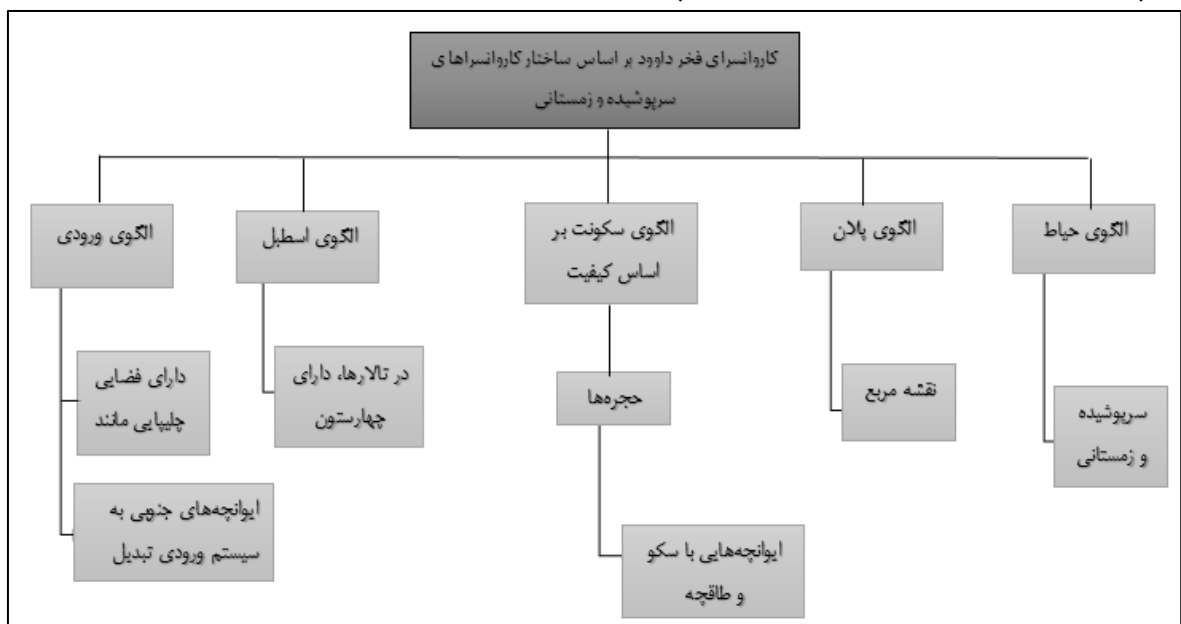 کاروانسرای فخر داوود بر اساس ساختار کاروانسراهای
سرپوشیده و زمستانی
الگوی حیاط
سرپوشیده
و زمستانی
الگوی پلان
نقشه مربع
الگوی سکونت بر
اساس کیفیت
حجره‌ها
ایوانچه‌هایی با سکو
و طاقچه
الگوی اسطبل
در تالارها، دارای
چهارستون
الگوی ورودی
دارای فضایی
چلیپایی مانند
ایوانچه‌های جنوبی به
سیستم ورودی تبدیل